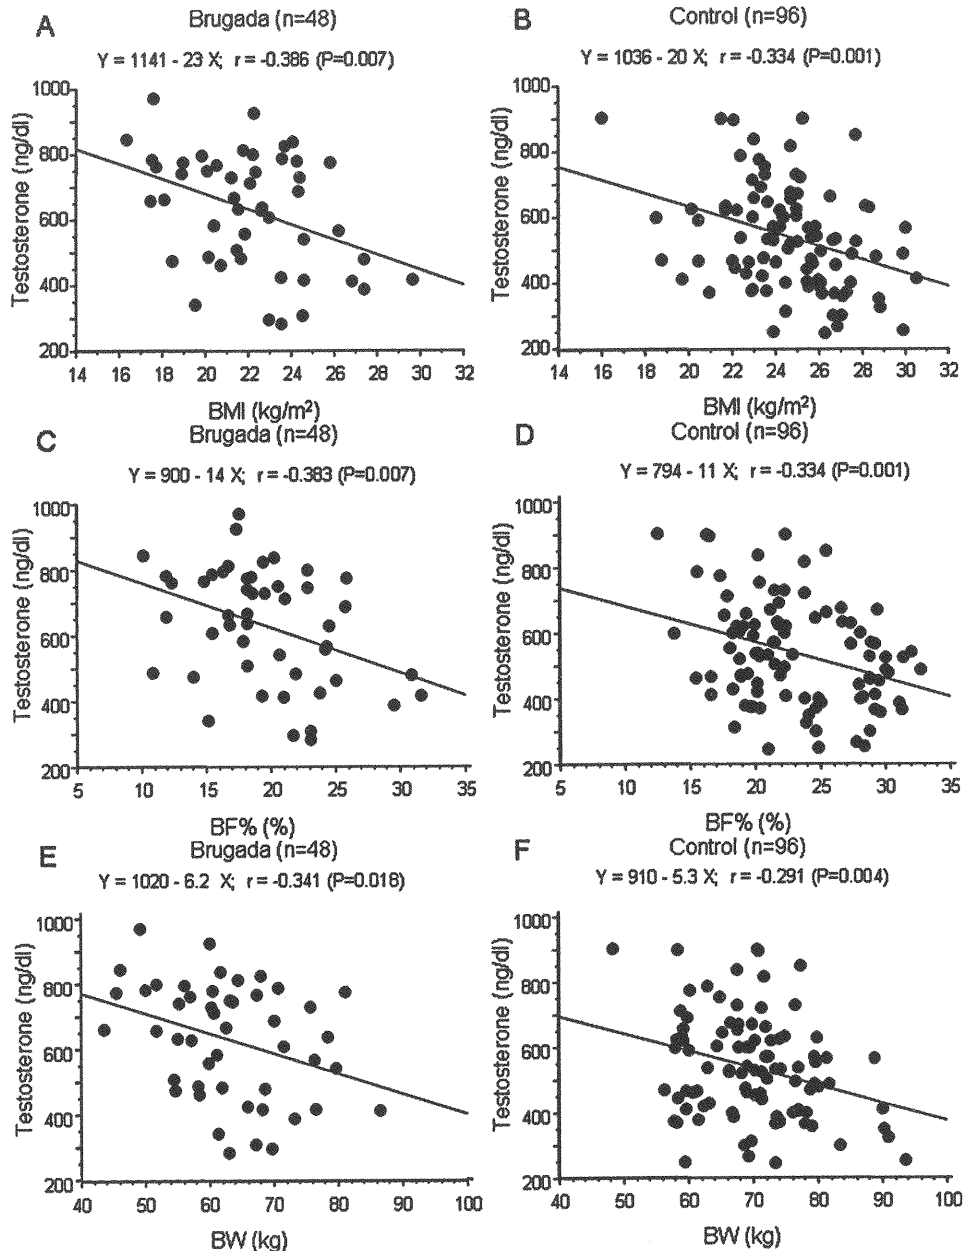 A
Brugada (n=48)
Y = 1141 - 23 X; r = -0.386 (P=0.007)
Testosterone (ng/dl)
1000
800
600
400
200
14 16 18 20 22 24 26 28 30 32
BMI (kg/m²)
B
Control (n=96)
Y = 1036 - 20 X; r = -0.334 (P=0.001)
Testosterone (ng/dl)
1000
800
600
400
200
14 16 18 20 22 24 26 28 30 32
BMI (kg/m²)
C
Brugada (n=48)
Y = 900 - 14 X; r = -0.383 (P=0.007)
Testosterone (ng/dl)
1000
800
600
400
200
5 10 15 20 25 30 35
BF% (%)
D
Control (n=96)
Y = 794 - 11 X; r = -0.334 (P=0.001)
Testosterone (ng/dl)
1000
800
600
400
200
5 10 15 20 25 30 35
BF% (%)
E
Brugada (n=48)
Y = 1020 - 6.2 X; r = -0.341 (P=0.018)
Testosterone (ng/dl)
1000
800
600
400
200
40 50 60 70 80 90 100
BW (kg)
F
Control (n=96)
Y = 910 - 5.3 X; r = -0.291 (P=0.004)
Testosterone (ng/dl)
1000
800
600
400
200
40 50 60 70 80 90 100
BW (kg)